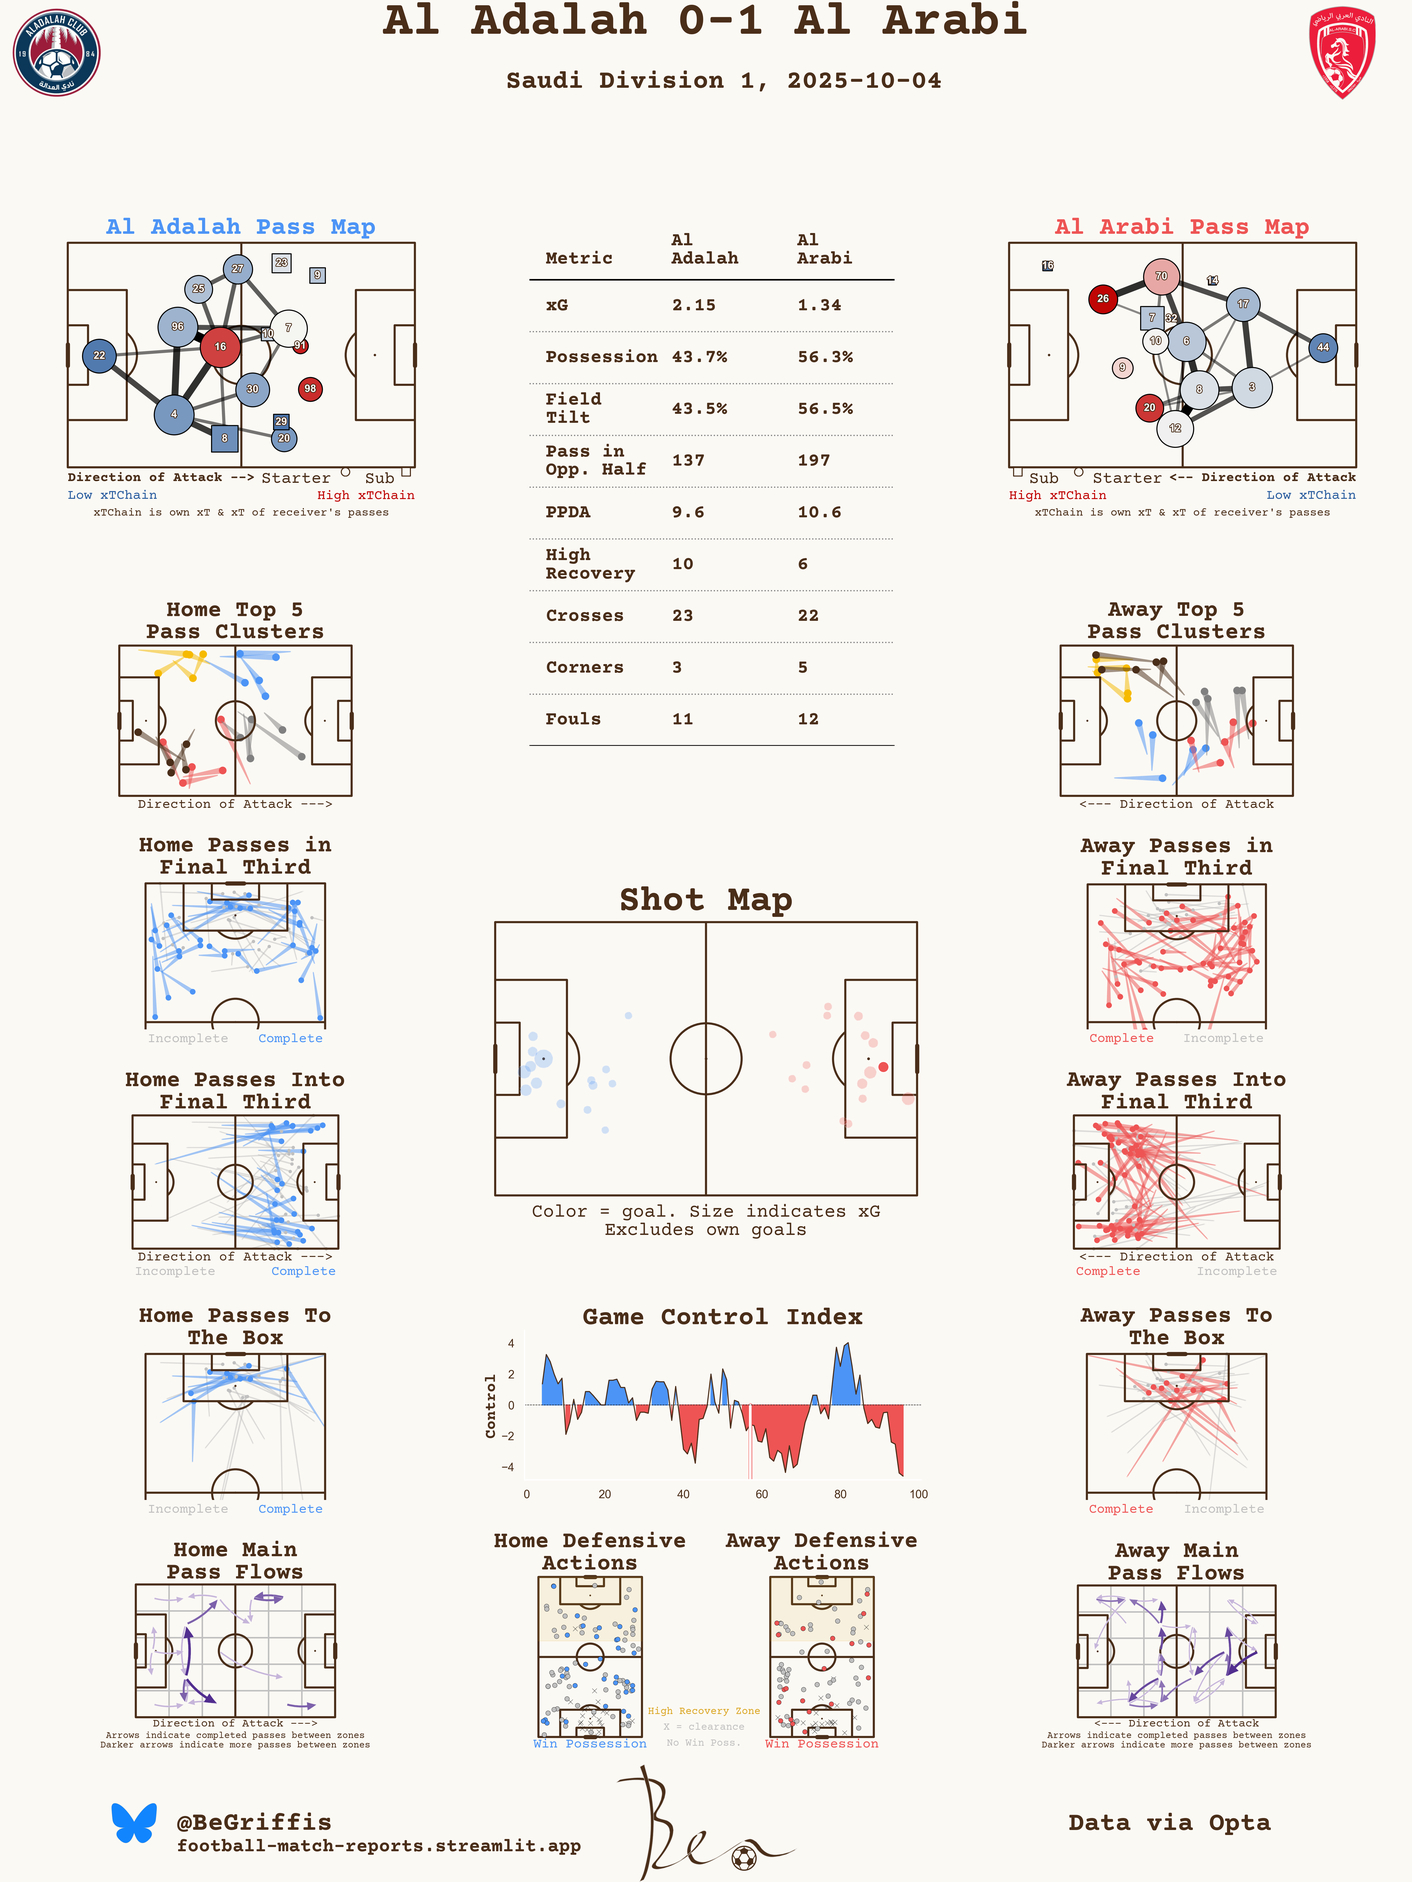 Al Adalah 0-1 Al Arabi
Saudi Division 1, 2025-10-04
ALADALAH CLUB
19 84
نادي العدالة
النادي العربي الرياضي
AL-ARABI S.C
Al Adalah Pass Map
27
23
9
25
96
7
10
91
16
22
30
98
4
29
8
20
Direction of Attack --> Starter Sub
Low xTChain High xTChain
xTChain is own xT & xT of receiver's passes
Metric Al Adalah Al Arabi
xG 2.15 1.34
Possession 43.7% 56.3%
Field Tilt 43.5% 56.5%
Pass in Opp. Half 137 197
PPDA 9.6 10.6
High Recovery 10 6
Crosses 23 22
Corners 3 5
Fouls 11 12
Al Arabi Pass Map
16
70
14
26
17
7
32
10
6
44
9
8
3
20
12
Sub Starter <-- Direction of Attack
High xTChain Low xTChain
xTChain is own xT & xT of receiver's passes
Home Top 5
Pass Clusters
Direction of Attack --->
Away Top 5
Pass Clusters
<--- Direction of Attack
Home Passes in
Final Third
Incomplete Complete
Away Passes in
Final Third
Complete Incomplete
Shot Map
Color = goal. Size indicates xG
Excludes own goals
Home Passes Into
Final Third
Direction of Attack --->
Incomplete Complete
Away Passes Into
Final Third
<--- Direction of Attack
Complete Incomplete
Home Passes To
The Box
Incomplete Complete
Game Control Index
Control
4
2
0
−2
−4
0 20 40 60 80 100
Away Passes To
The Box
Complete Incomplete
Home Main
Pass Flows
Direction of Attack --->
Arrows indicate completed passes between zones
Darker arrows indicate more passes between zones
Home Defensive
Actions
Win Possession
Away Defensive
Actions
Win Possession
High Recovery Zone
X = clearance
No Win Poss.
Away Main
Pass Flows
<--- Direction of Attack
Arrows indicate completed passes between zones
Darker arrows indicate more passes between zones
@BeGriffis
football-match-reports.streamlit.app
Ben
Data via Opta